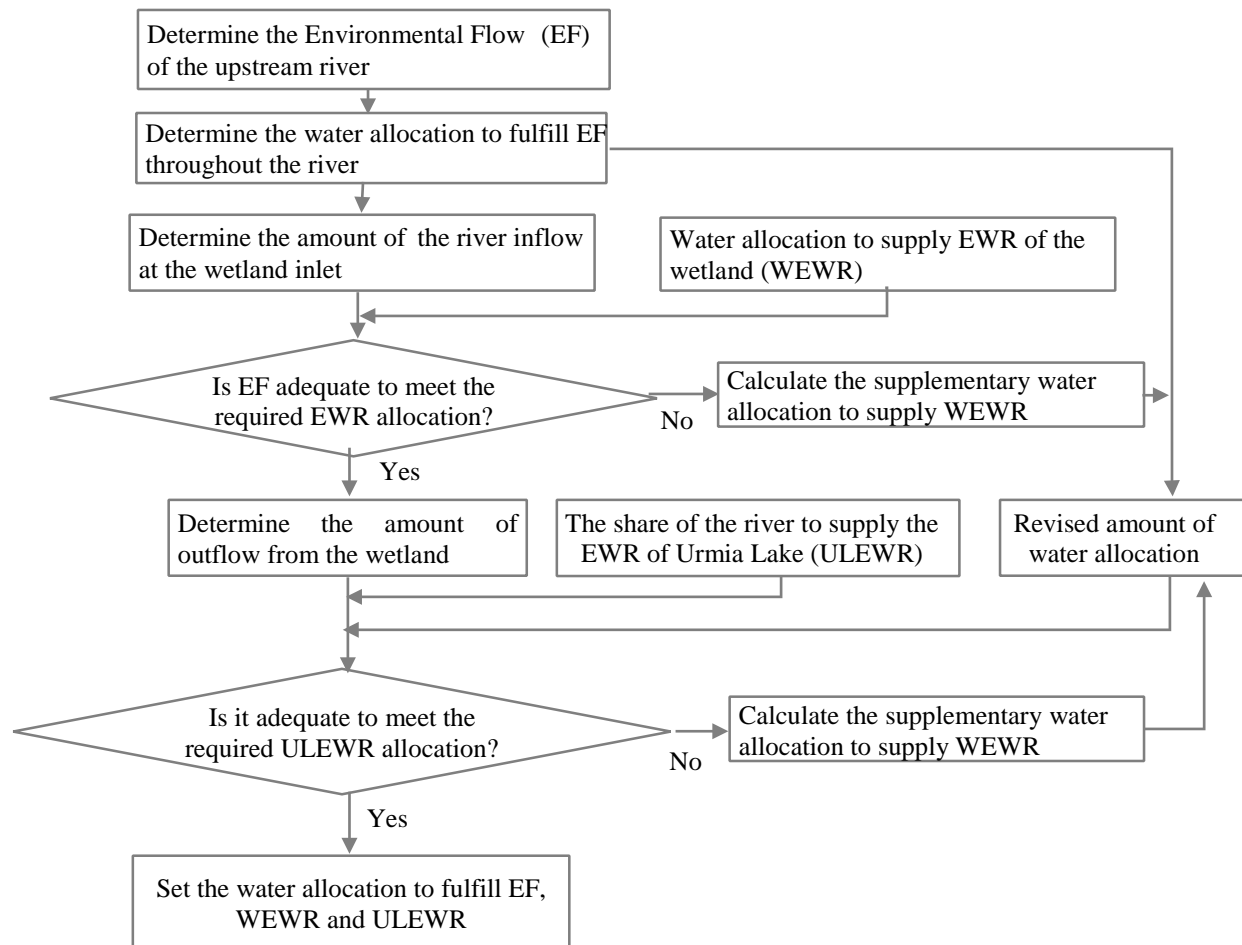 Determine the Environmental Flow (EF)
of the upstream river
Determine the water allocation to fulfill EF
throughout the river
Determine the amount of the river inflow
at the wetland inlet
Water allocation to supply EWR of the
wetland (WEWR)
Is EF adequate to meet the
required EWR allocation?
No
Calculate the supplementary water
allocation to supply WEWR
Yes
Determine the amount of
outflow from the wetland
The share of the river to supply the
EWR of Urmia Lake (ULEWR)
Revised amount of
water allocation
Is it adequate to meet the
required ULEWR allocation?
No
Calculate the supplementary water
allocation to supply WEWR
Yes
Set the water allocation to fulfill EF,
WEWR and ULEWR